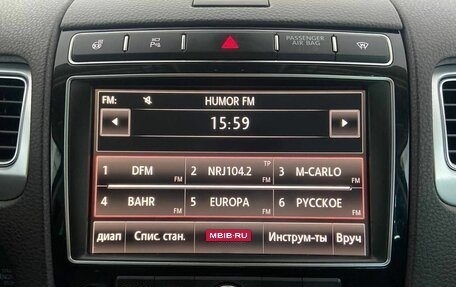 PASSENGER
AIR BAG
FM: HUMOR FM
15:59
1 DFM FM 2 NRJ104.2 TP FM 3 M-CARLO FM
4 BAHR FM 5 EUROPA FM 6 РУССКОЕ FM
диап Спис. стан. MBIB·RU Инструм-ты Вруч